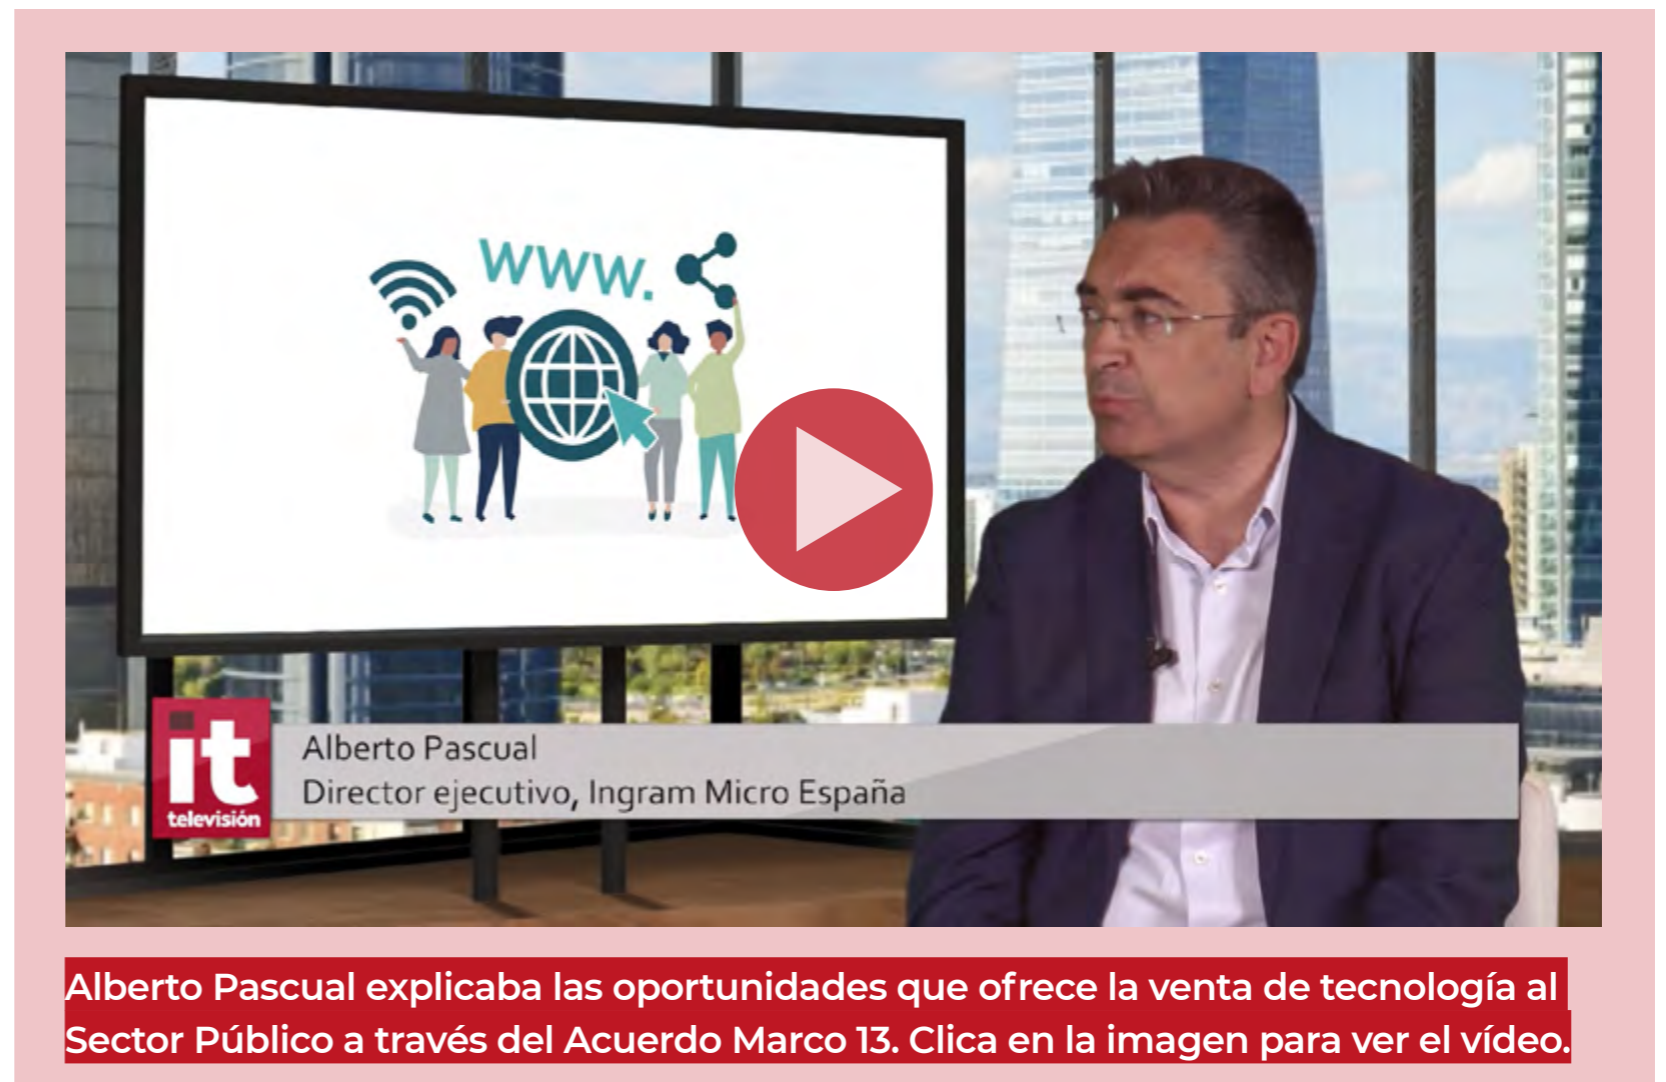 www.
it
televisión
Alberto Pascual
Director ejecutivo, Ingram Micro España
Alberto Pascual explicaba las oportunidades que ofrece la venta de tecnología al
Sector Público a través del Acuerdo Marco 13. Clica en la imagen para ver el vídeo.